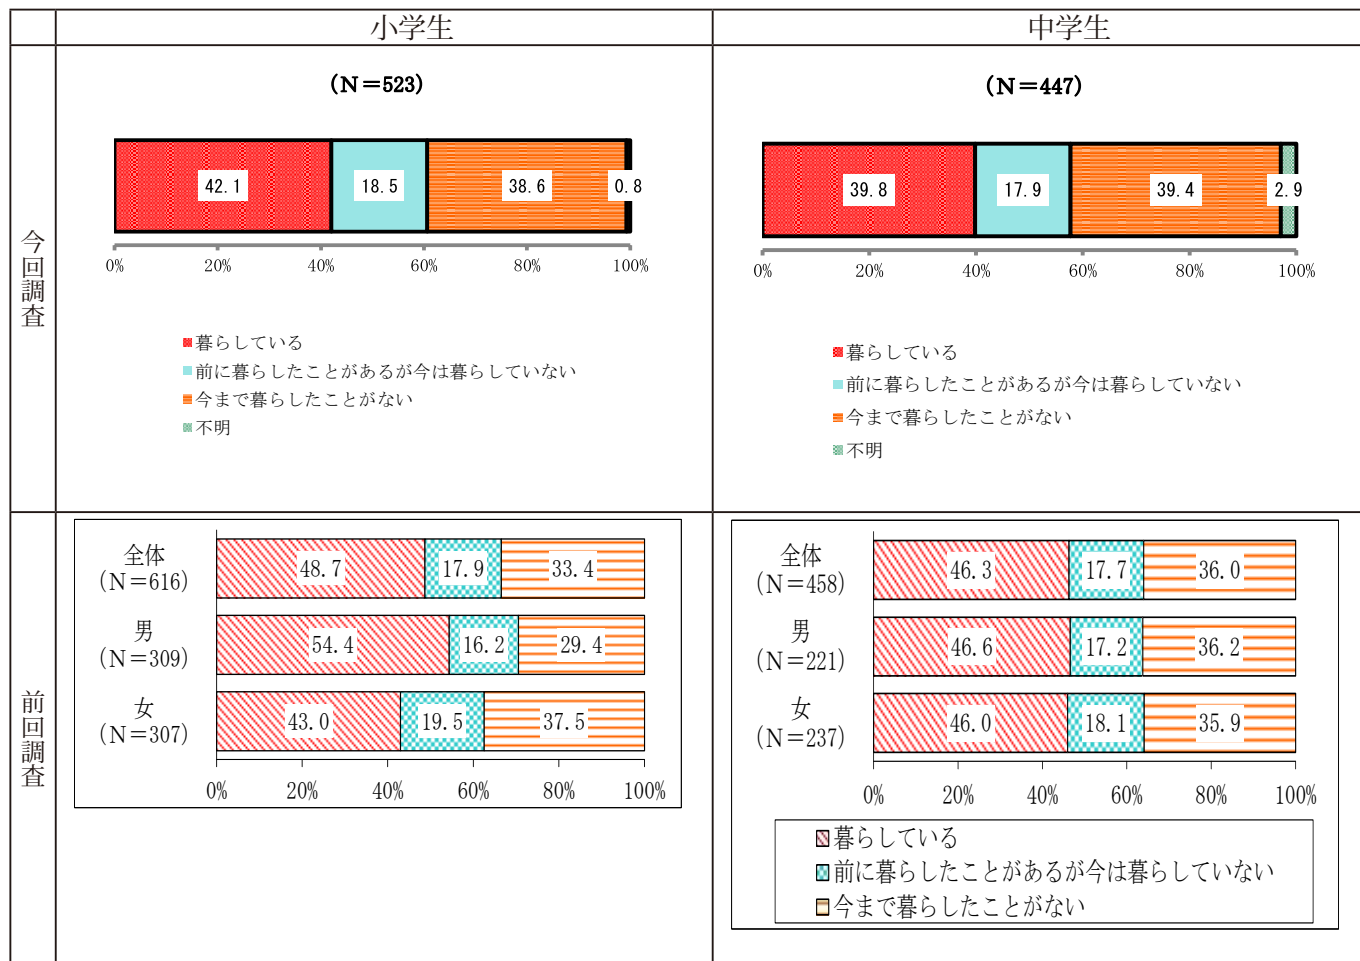 小学生
中学生
今回調査
(N=523)
42.1
18.5
38.6
0.8
0%
20%
40%
60%
80%
100%
■暮らしている
■前に暮らしたことがあるが今は暮らしていない
■今まで暮らしたことがない
■不明
(N=447)
39.8
17.9
39.4
2.9
0%
20%
40%
60%
80%
100%
■暮らしている
■前に暮らしたことがあるが今は暮らしていない
■今まで暮らしたことがない
■不明
前回調査
全体
(N=616)
48.7
17.9
33.4
男
(N=309)
54.4
16.2
29.4
女
(N=307)
43.0
19.5
37.5
0%
20%
40%
60%
80%
100%
全体
(N=458)
46.3
17.7
36.0
男
(N=221)
46.6
17.2
36.2
女
(N=237)
46.0
18.1
35.9
0%
20%
40%
60%
80%
100%
暮らしている
前に暮らしたことがあるが今は暮らしていない
今まで暮らしたことがない